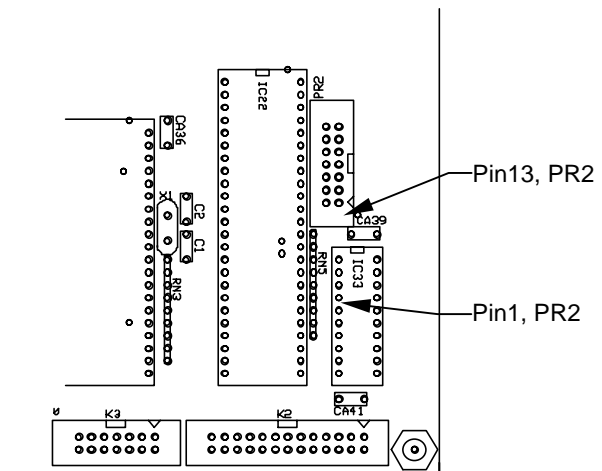 PR2
IC22
CA36
X1
C2
C1
RN3
Pin13, PR2
CA39
RN5
IC33
Pin1, PR2
CA41
K3
K2